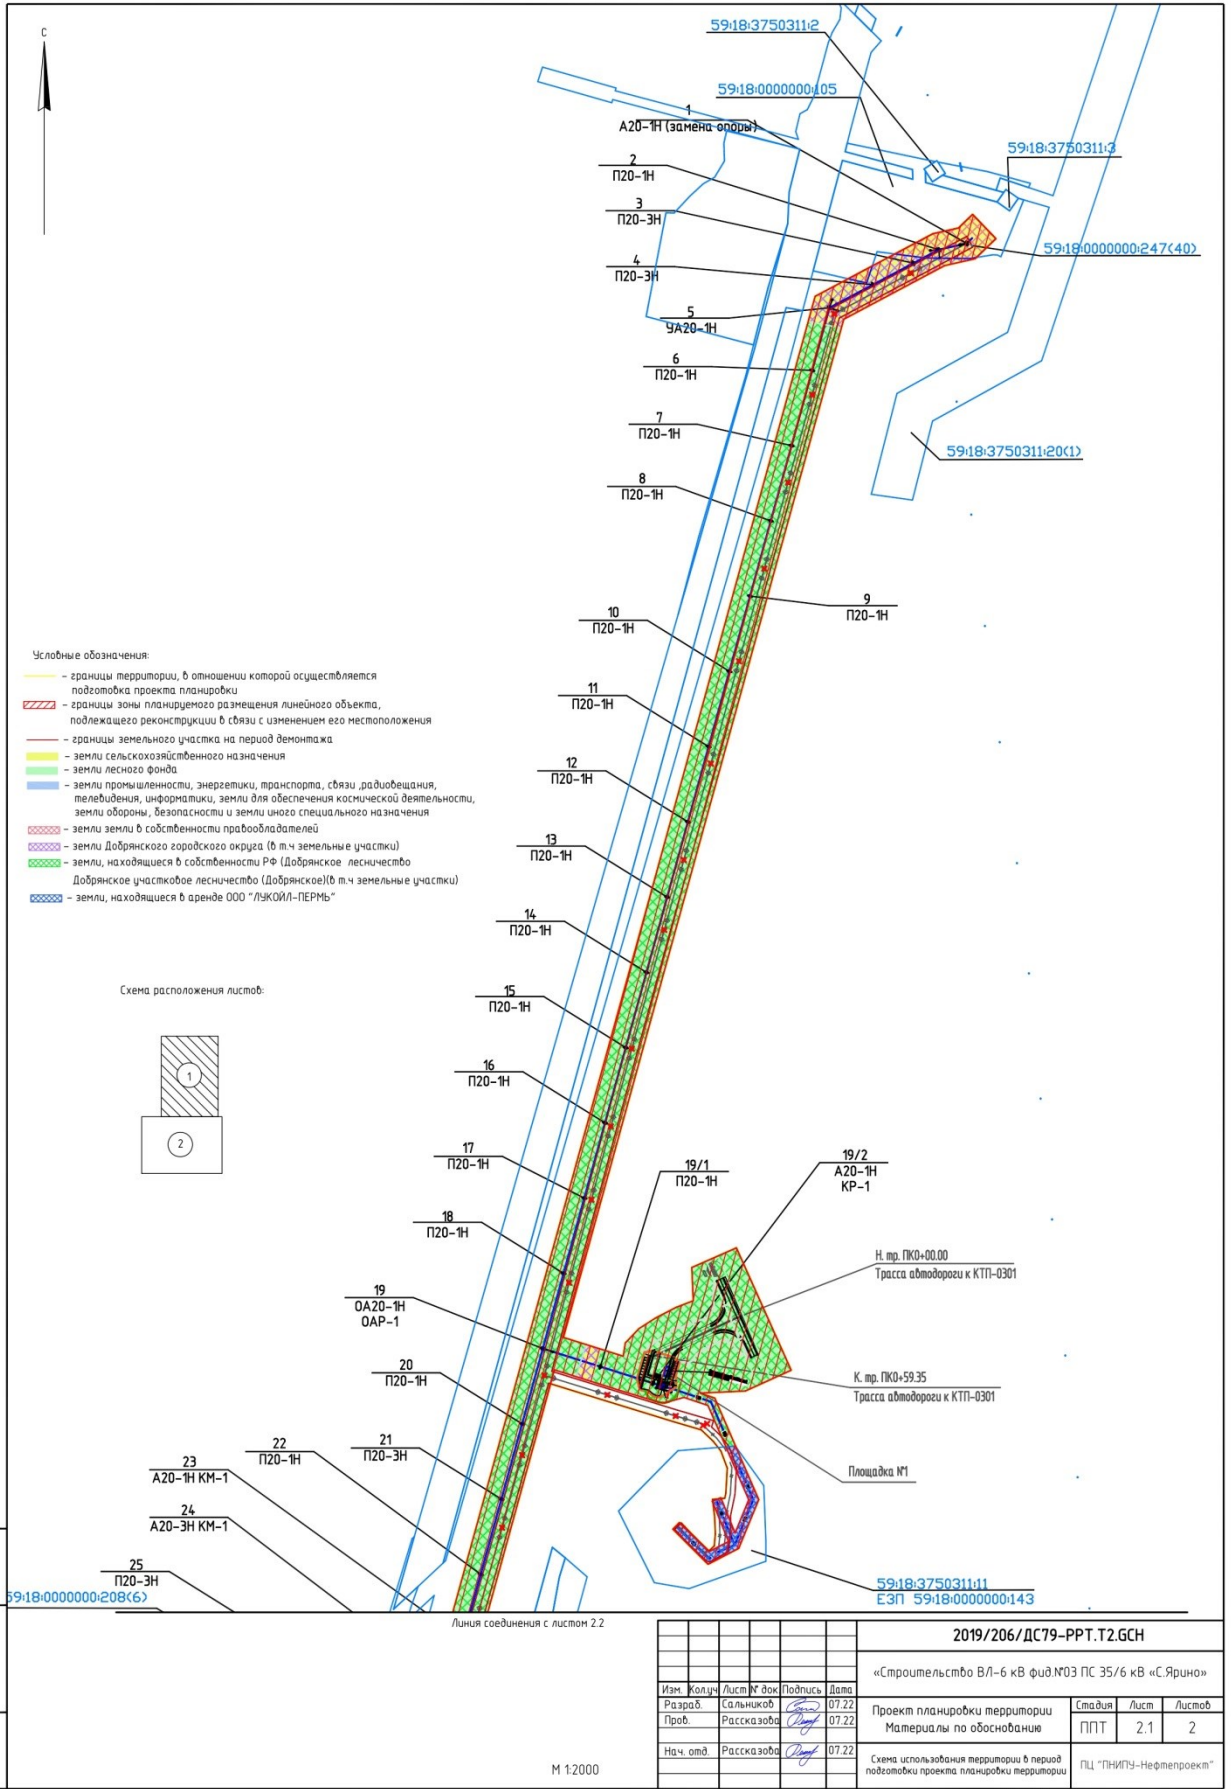 С
59:18:3750311:2
59:18:0000000:105
1
А20-1Н (замена опоры)
59:18:3750311:3
2
П20-1Н
3
П20-3Н
59:18:0000000:247(40)
4
П20-3Н
5
УА20-1Н
6
П20-1Н
7
П20-1Н
59:18:3750311:20(1)
8
П20-1Н
9
П20-1Н
10
П20-1Н
11
П20-1Н
12
П20-1Н
13
П20-1Н
14
П20-1Н
15
П20-1Н
16
П20-1Н
17
П20-1Н
18
П20-1Н
19
ОА20-1Н
ОАР-1
19/1
П20-1Н
19/2
А20-1Н
КР-1
Н. тр. ПК0+00.00
Трасса автодороги к КТП-0301
К. тр. ПК0+59.35
Трасса автодороги к КТП-0301
Площадка №1
20
П20-1Н
21
П20-3Н
22
П20-1Н
23
А20-1Н КМ-1
24
А20-3Н КМ-1
25
П20-3Н
59:18:0000000:208(6)
59:18:3750311:11
ЕЗП 59:18:0000000:143
Условные обозначения:
- границы территории, в отношении которой осуществляется
подготовка проекта планировки
- границы зоны планируемого размещения линейного объекта,
подлежащего реконструкции в связи с изменением его местоположения
- границы земельного участка на период демонтажа
- земли сельскохозяйственного назначения
- земли лесного фонда
- земли промышленности, энергетики, транспорта, связи ,радиовещания,
телевидения, информатики, земли для обеспечения космической деятельности,
земли обороны, безопасности и земли иного специального назначения
- земли земли в собственности правообладателей
- земли Добрянского городского округа (в т.ч земельные участки)
- земли, находящиеся в собственности РФ (Добрянское лесничество
Добрянское участковое лесничество (Добрянское)(в т.ч земельные участки)
- земли, находящиеся в аренде ООО "ЛУКОЙЛ-ПЕРМЬ"
Схема расположения листов:
1
2
Линия соединения с листом 2.2
М 1:2000
2019/206/ДС79-PPT.T2.GCH
«Строительство ВЛ-6 кВ фид.№03 ПС 35/6 кВ «С.Ярино»
Изм. Кол.уч Лист № док Подпись Дата
Разраб. Сальников 07.22
Пров. Рассказова 07.22
Нач. отд. Рассказова 07.22
Проект планировки территории
Материалы по обоснованию
Стадия Лист Листов
ППТ 2.1 2
Схема использования территории в период
подготовки проекта планировки территории
ПЦ "ПНИПУ-Нефтепроект"